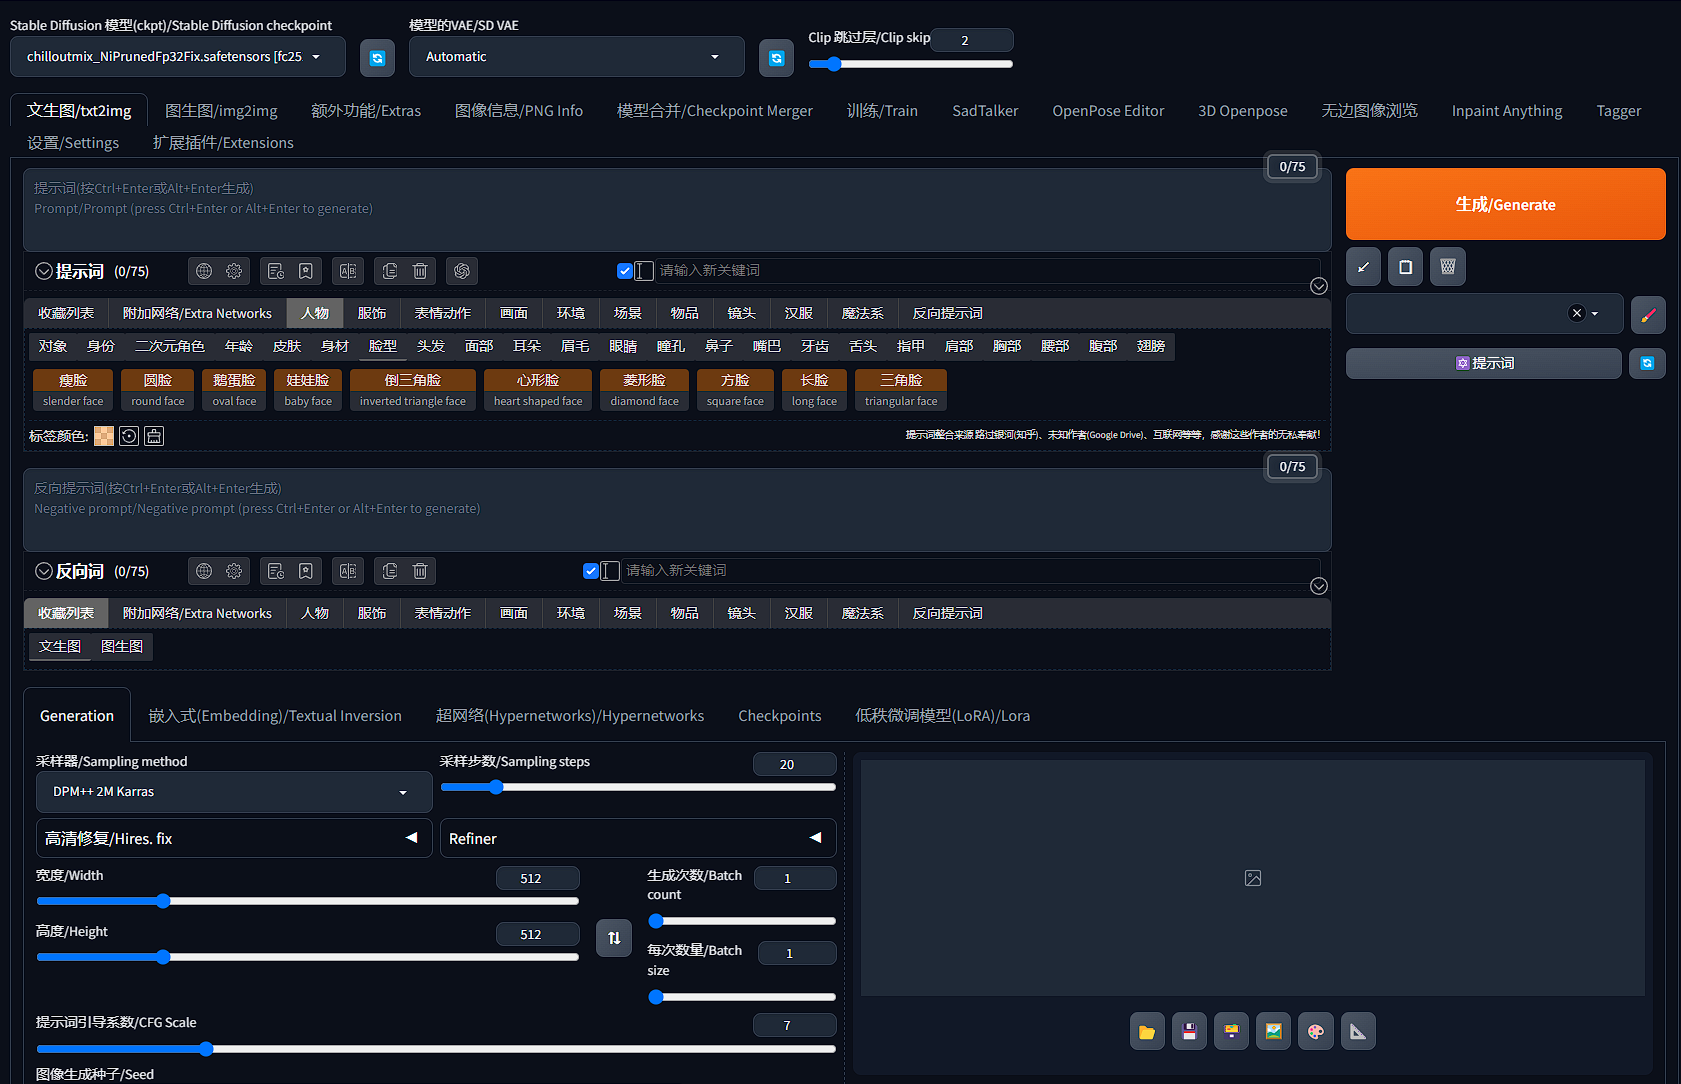 Stable Diffusion 模型(ckpt)/Stable Diffusion checkpoint
chilloutmix_NiPrunedFp32Fix.safetensors [fc25
模型的VAE/SD VAE
Automatic
Clip 跳过层/Clip skip
2
文生图/txt2img
图生图/img2img
额外功能/Extras
图像信息/PNG Info
模型合并/Checkpoint Merger
训练/Train
SadTalker
OpenPose Editor
3D Openpose
无边图像浏览
Inpaint Anything
Tagger
设置/Settings
扩展插件/Extensions
0/75
提示词(按Ctrl+Enter或Alt+Enter生成)
Prompt/Prompt (press Ctrl+Enter or Alt+Enter to generate)
生成/Generate
提示词 (0/75)
请输入新关键词
收藏列表 附加网络/Extra Networks 人物 服饰 表情动作 画面 环境 场景 物品 镜头 汉服 魔法系 反向提示词
对象 身份 二次元角色 年龄 皮肤 身材 脸型 头发 面部 耳朵 眉毛 眼睛 瞳孔 鼻子 嘴巴 牙齿 舌头 指甲 肩部 胸部 腰部 腹部 翅膀
提示词
瘦脸 圆脸 鹅蛋脸 娃娃脸 倒三角脸 心形脸 菱形脸 方脸 长脸 三角脸
slender face round face oval face baby face inverted triangle face heart shaped face diamond face square face long face triangular face
标签颜色:
提示词整合来源 路过银河(知乎)、未知作者(Google Drive)、互联网等等，感谢这些作者的无私奉献!
0/75
反向提示词(按Ctrl+Enter或Alt+Enter生成)
Negative prompt/Negative prompt (press Ctrl+Enter or Alt+Enter to generate)
反向词 (0/75)
请输入新关键词
收藏列表 附加网络/Extra Networks 人物 服饰 表情动作 画面 环境 场景 物品 镜头 汉服 魔法系 反向提示词
文生图 图生图
Generation
嵌入式(Embedding)/Textual Inversion
超网络(Hypernetworks)/Hypernetworks
Checkpoints
低秩微调模型(LoRA)/Lora
采样器/Sampling method
DPM++ 2M Karras
采样步数/Sampling steps
20
高清修复/Hires. fix
Refiner
宽度/Width
512
高度/Height
512
生成次数/Batch count
1
每次数量/Batch size
1
提示词引导系数/CFG Scale
7
图像生成种子/Seed